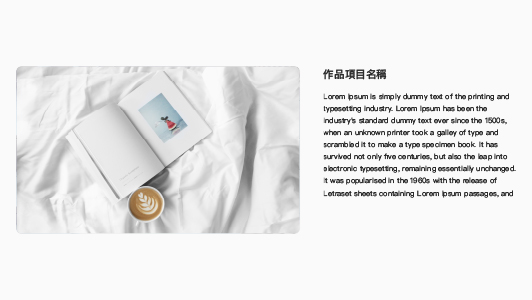 作品項目名稱
Lorem Ipsum is simply dummy text of the printing and
typesetting industry. Lorem Ipsum has been the
industry's standard dummy text ever since the 1500s,
when an unknown printer took a galley of type and
scrambled it to make a type specimen book. It has
survived not only five centuries, but also the leap into
electronic typesetting, remaining essentially unchanged.
It was popularised in the 1960s with the release of
Letraset sheets containing Lorem Ipsum passages, and